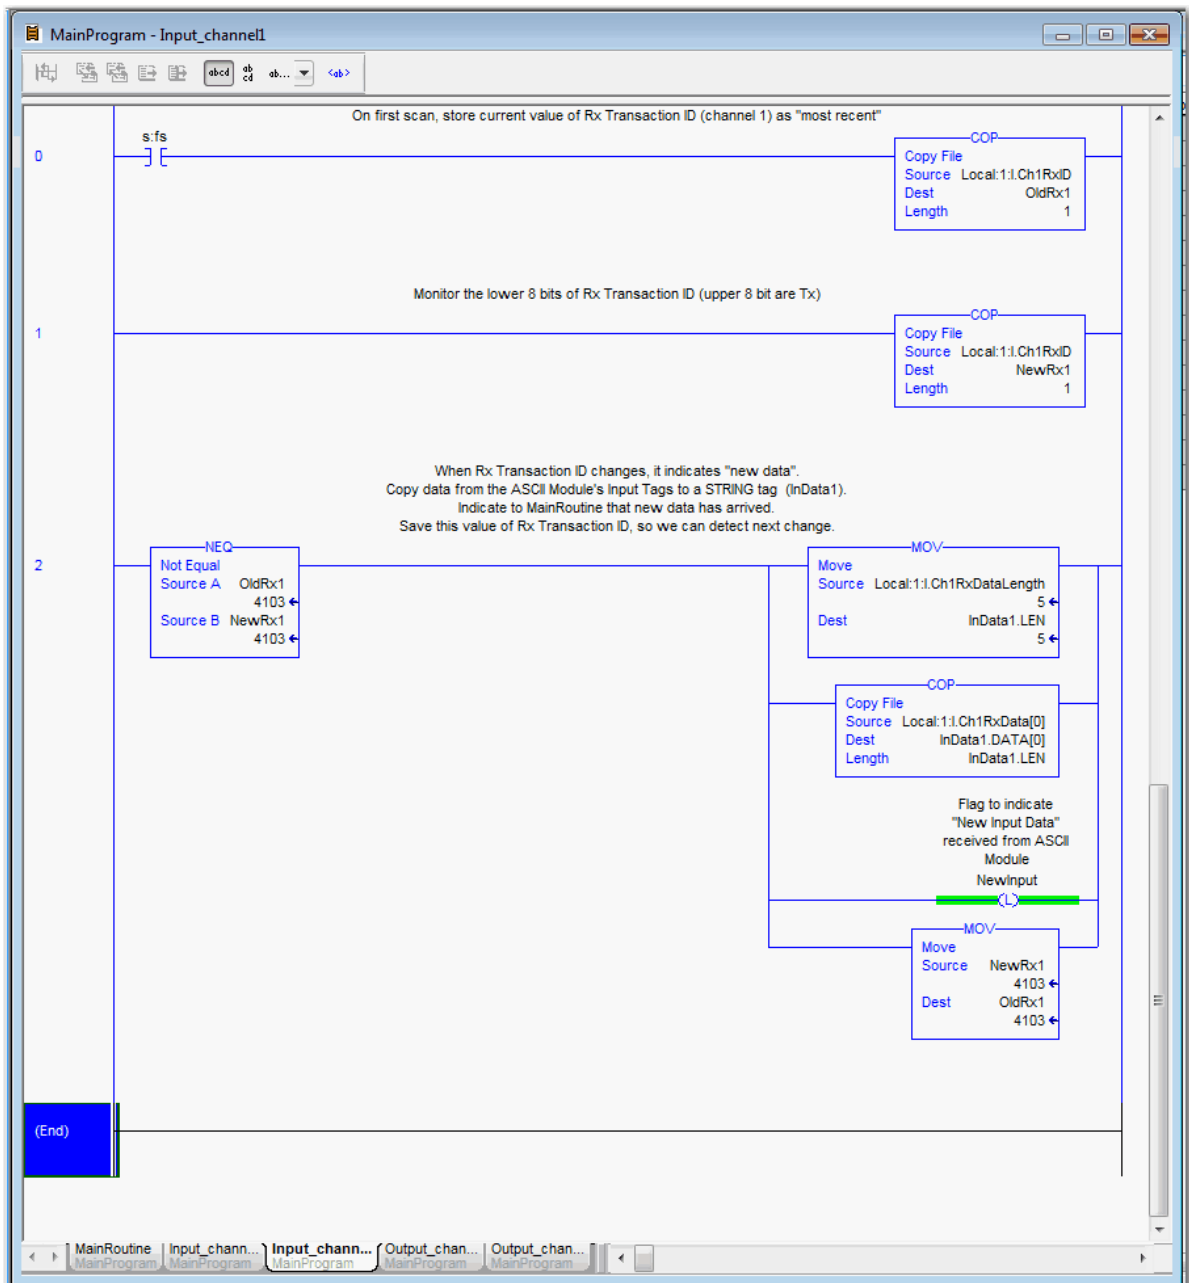 MainProgram - Input_channel1
abcd
ab
cd
ab...
<ab>
On first scan, store current value of Rx Transaction ID (channel 1) as "most recent"
0
s:fs
COP
Copy File
Source Local:1:I.Ch1RxID
Dest OldRx1
Length 1
Monitor the lower 8 bits of Rx Transaction ID (upper 8 bit are Tx)
1
COP
Copy File
Source Local:1:I.Ch1RxID
Dest NewRx1
Length 1
When Rx Transaction ID changes, it indicates "new data".
Copy data from the ASCII Module's Input Tags to a STRING tag (InData1).
Indicate to MainRoutine that new data has arrived.
Save this value of Rx Transaction ID, so we can detect next change.
2
NEQ
Not Equal
Source A OldRx1
4103
Source B NewRx1
4103
MOV
Move
Source Local:1:I.Ch1RxDataLength
5
Dest InData1.LEN
5
COP
Copy File
Source Local:1:I.Ch1RxData[0]
Dest InData1.DATA[0]
Length InData1.LEN
Flag to indicate
"New Input Data"
received from ASCII
Module
NewInput
L
MOV
Move
Source NewRx1
4103
Dest OldRx1
4103
(End)
MainRoutine
MainProgram
Input_chann...
MainProgram
Input_chann...
MainProgram
Output_chan...
MainProgram
Output_chan...
MainProgram